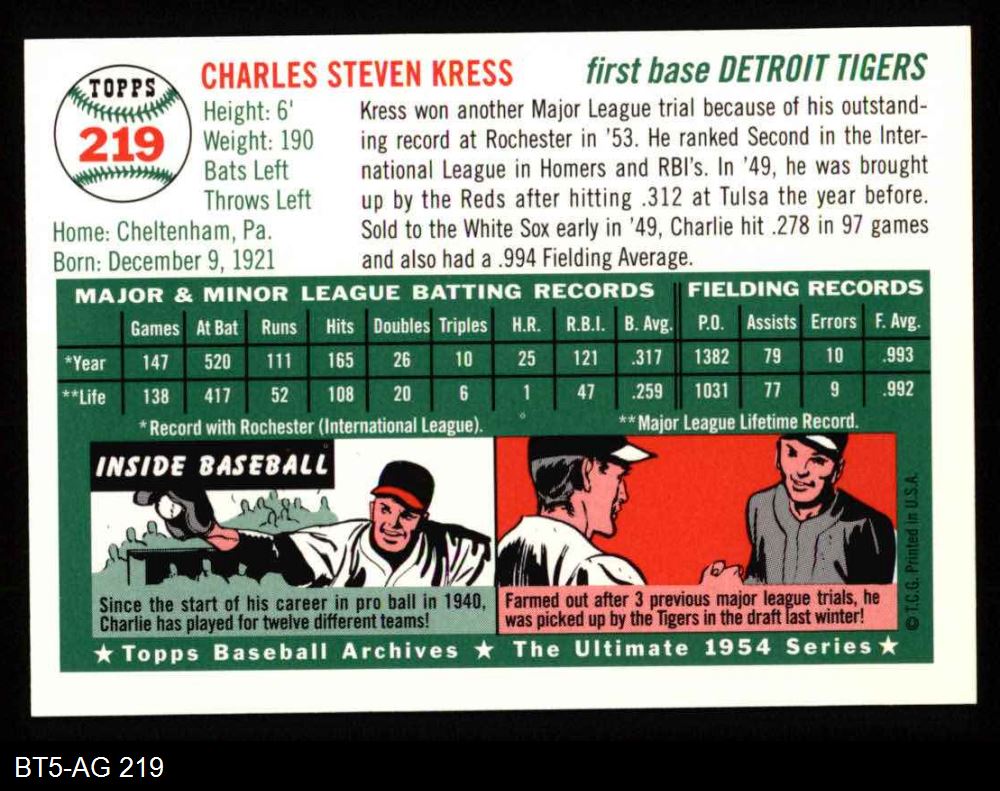 TOPPS
219
CHARLES STEVEN KRESS
first base DETROIT TIGERS
Height: 6'
Weight: 190
Bats Left
Throws Left
Home: Cheltenham, Pa.
Born: December 9, 1921
Kress won another Major League trial because of his outstand-
ing record at Rochester in '53. He ranked Second in the Inter-
national League in Homers and RBI's. In '49, he was brought
up by the Reds after hitting .312 at Tulsa the year before.
Sold to the White Sox early in '49, Charlie hit .278 in 97 games
and also had a .994 Fielding Average.
MAJOR & MINOR LEAGUE BATTING RECORDS FIELDING RECORDS
Games At Bat Runs Hits Doubles Triples H.R. R.B.I. B. Avg. P.O. Assists Errors F. Avg.
*Year 147 520 111 165 26 10 25 121 .317 1382 79 10 .993
**Life 138 417 52 108 20 6 1 47 .259 1031 77 9 .992
*Record with Rochester (International League). **Major League Lifetime Record.
INSIDE BASEBALL
Since the start of his career in pro ball in 1940,
Charlie has played for twelve different teams!
Farmed out after 3 previous major league trials, he
was picked up by the Tigers in the draft last winter!
© T.C.G. Printed in U.S.A.
★ Topps Baseball Archives ★ The Ultimate 1954 Series ★
BT5-AG 219